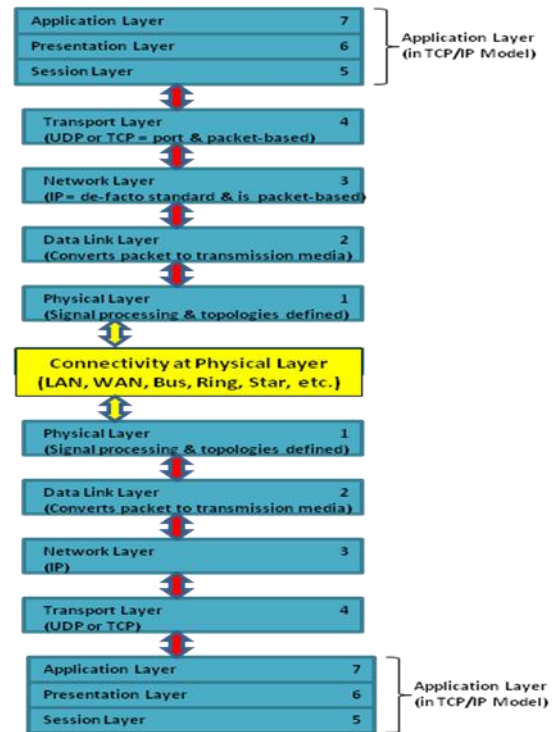 Application Layer 7
Presentation Layer 6
Session Layer 5
Application Layer
(in TCP/IP Model)
Transport Layer 4
(UDP or TCP = port & packet-based)
Network Layer 3
(IP= de-facto standard & is packet-based)
Data Link Layer 2
(Converts packet to transmission media)
Physical Layer 1
(Signal processing & topologies defined)
Connectivity at Physical Layer
(LAN, WAN, Bus, Ring, Star, etc.)
Physical Layer 1
(Signal processing & topologies defined)
Data Link Layer 2
(Converts packet to transmission media)
Network Layer 3
(IP)
Transport Layer 4
(UDP or TCP)
Application Layer 7
Presentation Layer 6
Session Layer 5
Application Layer
(in TCP/IP Model)